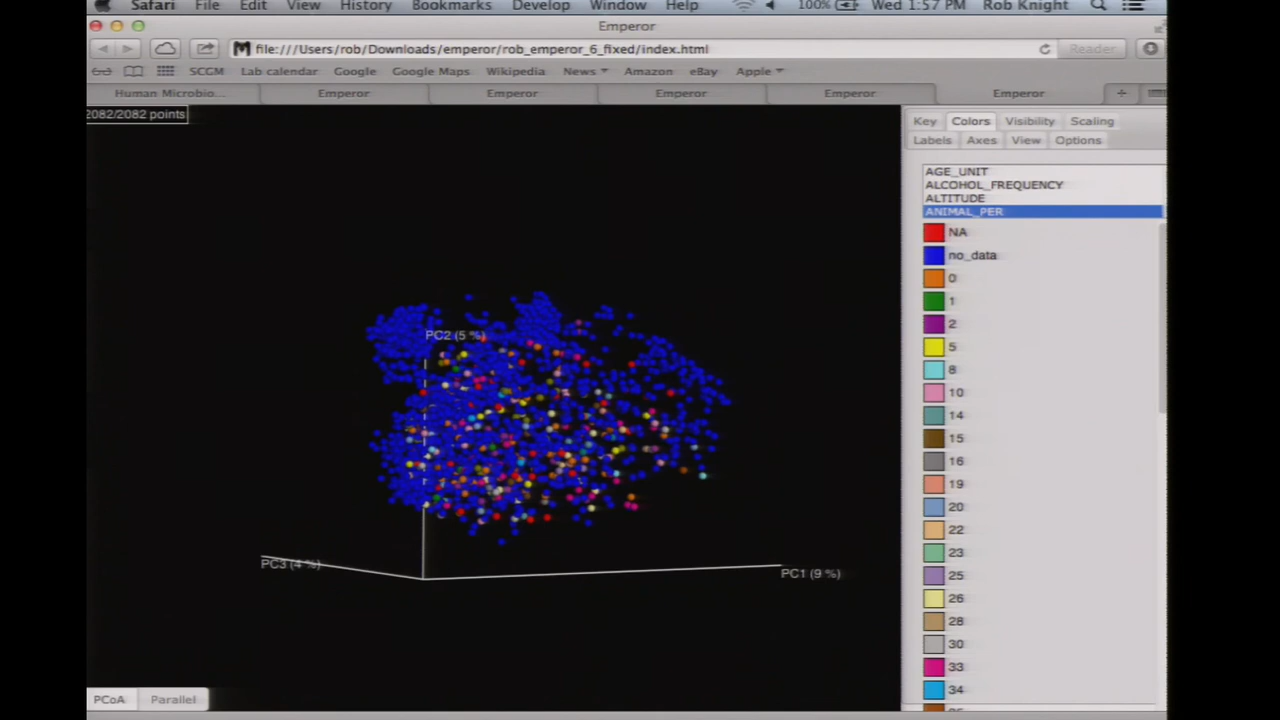 Safari File Edit View History Bookmarks Develop Window Help 100% Wed 1:57 PM Rob Knight
Emperor
file:///Users/rob/Downloads/emperor/rob_emperor_6_fixed/index.html Reader
SCGM Lab calendar Google Google Maps Wikipedia News Amazon eBay Apple
Human Microbio... Emperor Emperor Emperor Emperor Emperor +
2082/2082 points
Key Colors Visibility Scaling
Labels Axes View Options
AGE_UNIT
ALCOHOL_FREQUENCY
ALTITUDE
ANIMAL_PER
NA
no_data
0
1
2
5
8
10
14
15
16
19
20
22
23
25
26
28
30
33
34
PC2 (5 %)
PC3 (4 %)
PC1 (9 %)
PCoA Parallel